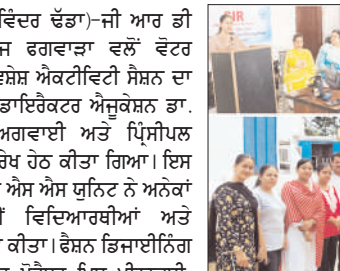 ਵਿੰਦਰ ਢੱਡਾ)-ਜੀ ਆਰ ਡੀ
ਜ ਫਗਵਾੜਾ ਵਲੋਂ ਵੋਟਰ
ਵਿਸ਼ੇਸ਼ ਐਕਟੀਵਿਟੀ ਸੈਸ਼ਨ ਦਾ
ਡਾਇਰੈਕਟਰ ਐਜੂਕੇਸ਼ਨ ਡਾ.
ਅਗਵਾਈ ਅਤੇ ਪ੍ਰਿੰਸੀਪਲ
ਰੇਖ ਹੇਠ ਕੀਤਾ ਗਿਆ। ਇਸ
ਐਸ ਐਸ ਯੁਨਿਟ ਨੇ ਅਨੇਕਾਂ
ਵਿਦਿਆਰਥੀਆਂ ਅਤੇ
ਕੀਤਾ। ਫੈਸ਼ਨ ਡਿਜਾਈਨਿੰਗ
SIR